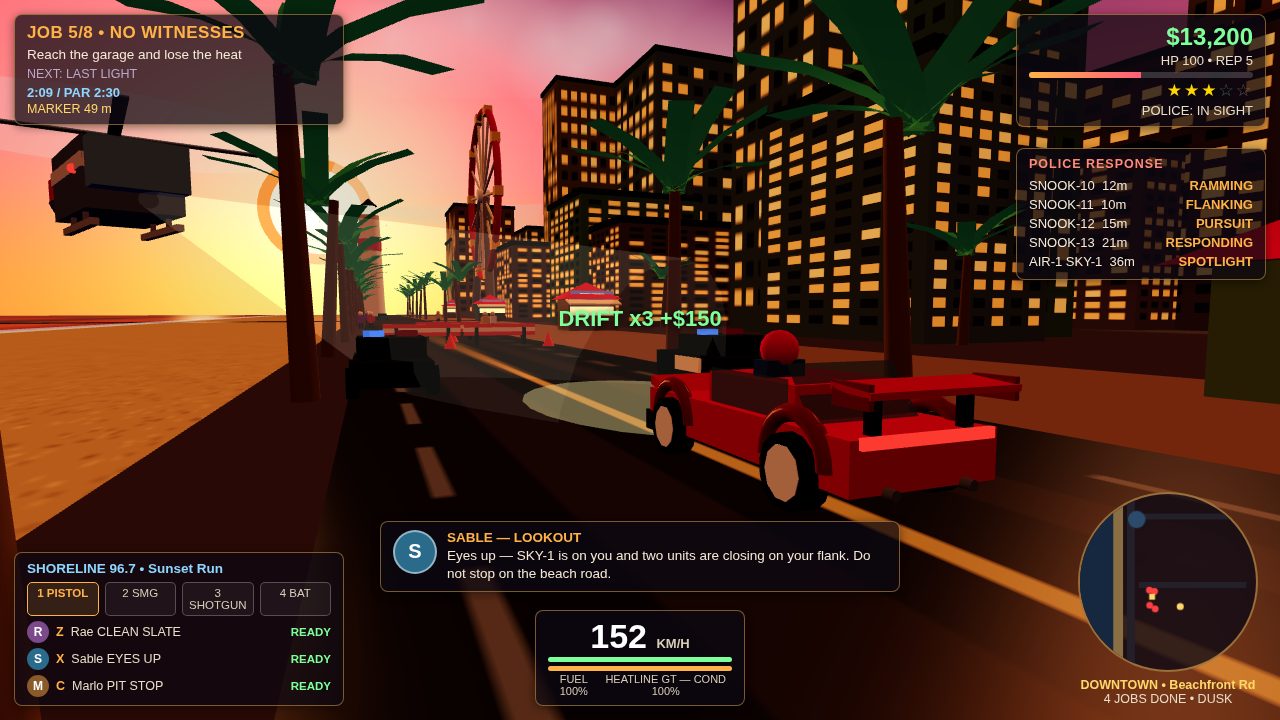 JOB 5/8 • NO WITNESSES
Reach the garage and lose the heat
NEXT: LAST LIGHT
2:09 / PAR 2:30
MARKER 49 m
$13,200
HP 100 • REP 5
★★★☆☆
POLICE: IN SIGHT
POLICE RESPONSE
SNOOK-10 12m RAMMING
SNOOK-11 10m FLANKING
SNOOK-12 15m PURSUIT
SNOOK-13 21m RESPONDING
AIR-1 SKY-1 36m SPOTLIGHT
DRIFT x3 +$150
S
SABLE — LOOKOUT
Eyes up — SKY-1 is on you and two units are closing on your flank. Do
not stop on the beach road.
SHORELINE 96.7 • Sunset Run
1 PISTOL
2 SMG
3
SHOTGUN
4 BAT
R Z Rae CLEAN SLATE READY
S X Sable EYES UP READY
M C Marlo PIT STOP READY
152 KM/H
FUEL
100%
HEATLINE GT — COND
100%
DOWNTOWN • Beachfront Rd
4 JOBS DONE • DUSK